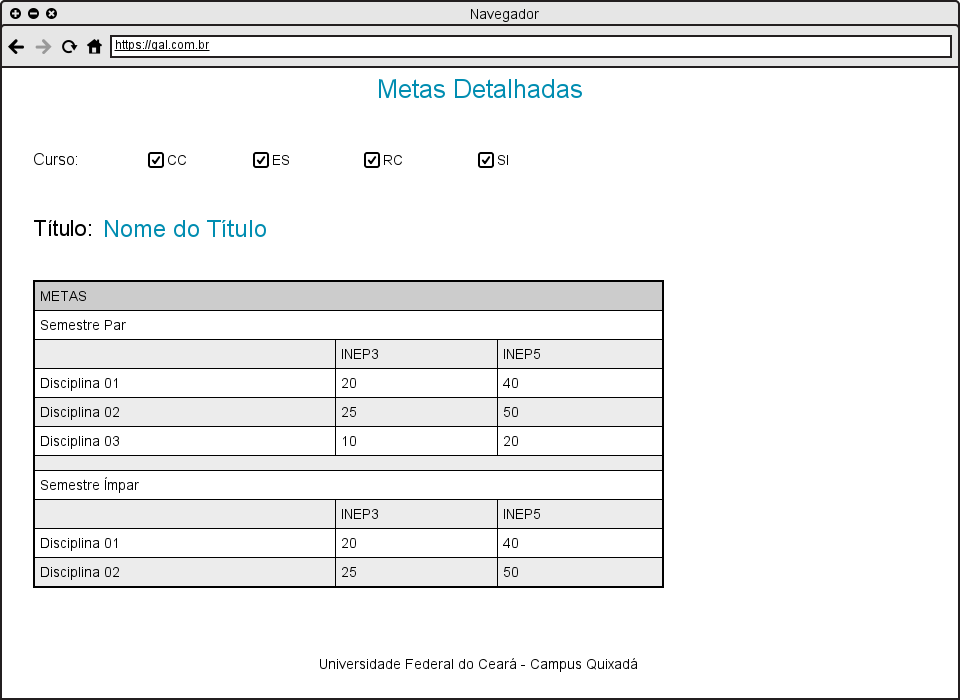 Navegador
https://gal.com.br
Metas Detalhadas
Curso: CC ES RC SI
Título: Nome do Título
METAS
Semestre Par
INEP3 INEP5
Disciplina 01 20 40
Disciplina 02 25 50
Disciplina 03 10 20
Semestre Ímpar
INEP3 INEP5
Disciplina 01 20 40
Disciplina 02 25 50
Universidade Federal do Ceará - Campus Quixadá